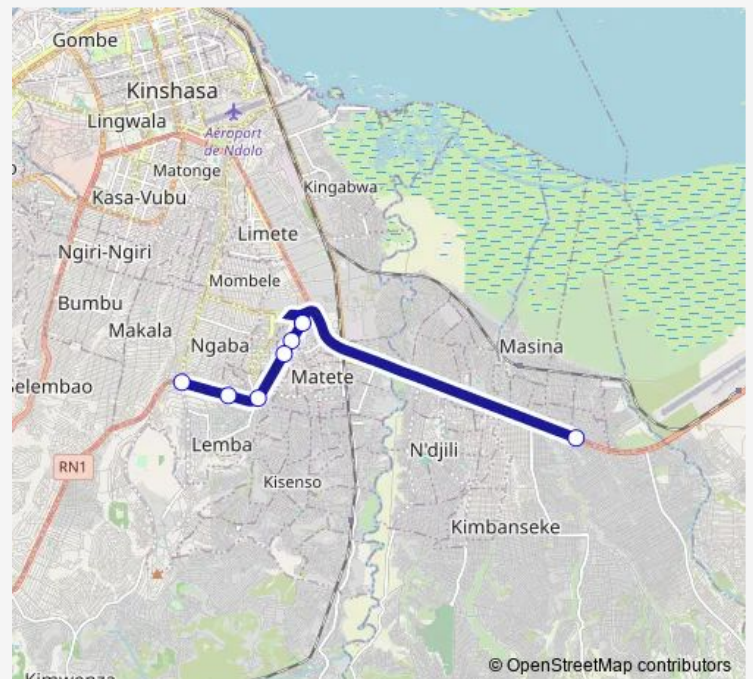 Gombe
Kinshasa
Lingwala
Aéroport
de Ndolo
Matonge
Kingabwa
Kasa-Vubu
Limete
Ngiri-Ngiri
Mombele
Bumbu
Makala
Ngaba
Masina
Matete
Selembao
Lemba
N'djili
RN1
Kisenso
Kimbanseke
© OpenStreetMap contributors